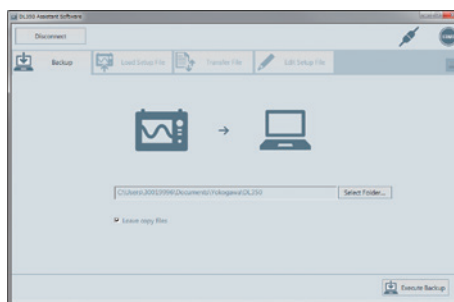 DL350 Assistant Software
Disconnect
Backup
Load Setup File
Transfer File
Edit Setup File
C:\Users\30015998\Documents\Yokogawa\DL350
Select Folder...
Leave copy files
Execute Backup